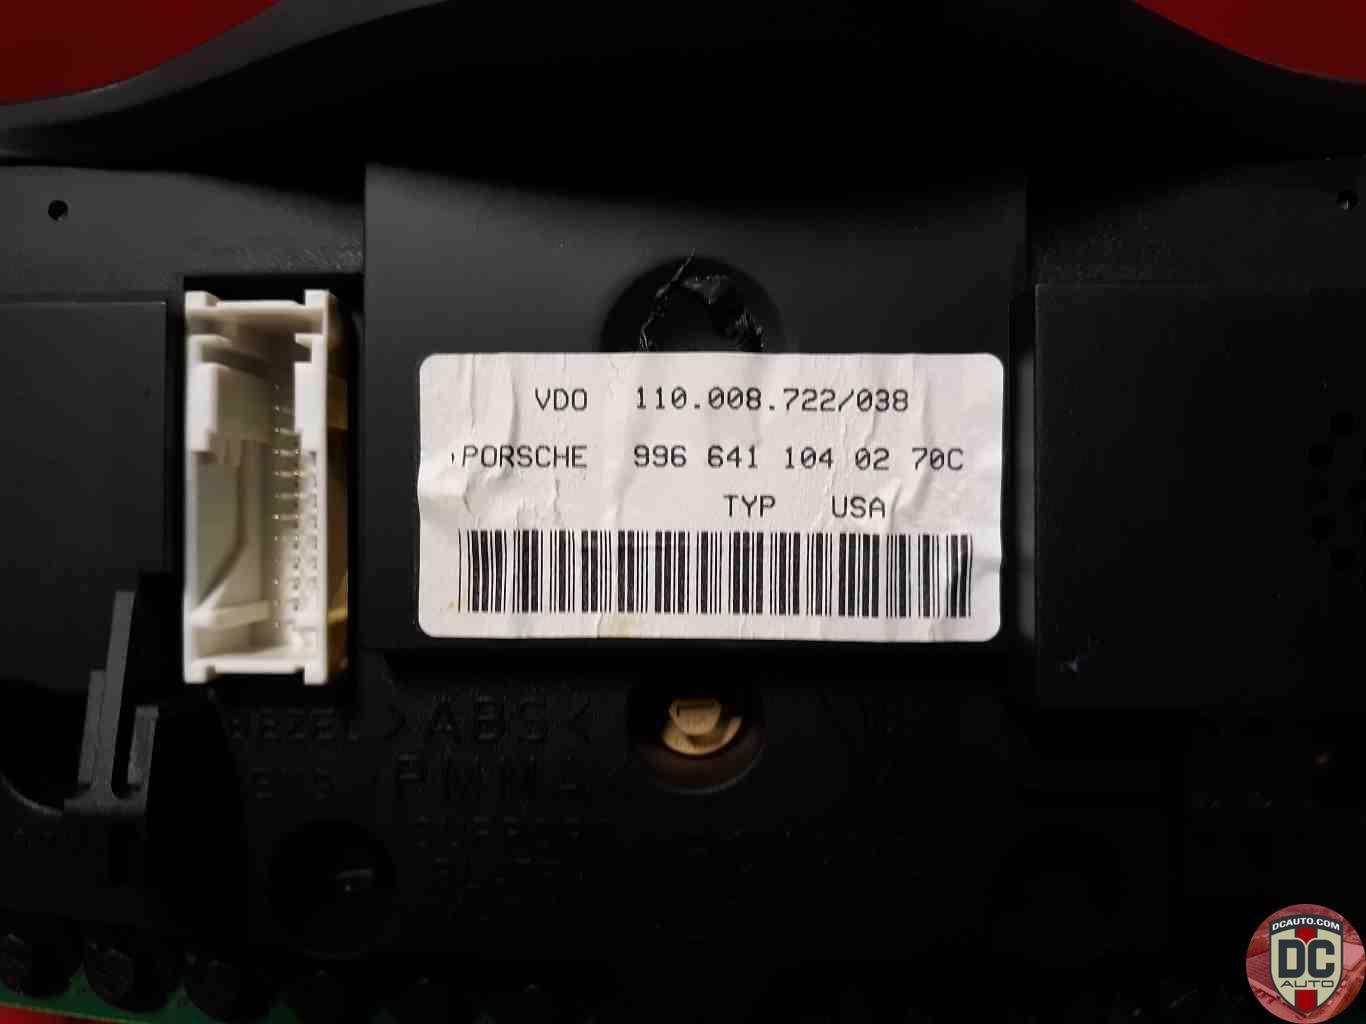 VDO 110.008.722/038
PORSCHE 996 641 104 02 70C
TYP USA
>ABS<
DCAUTO.COM
DC
AUTO